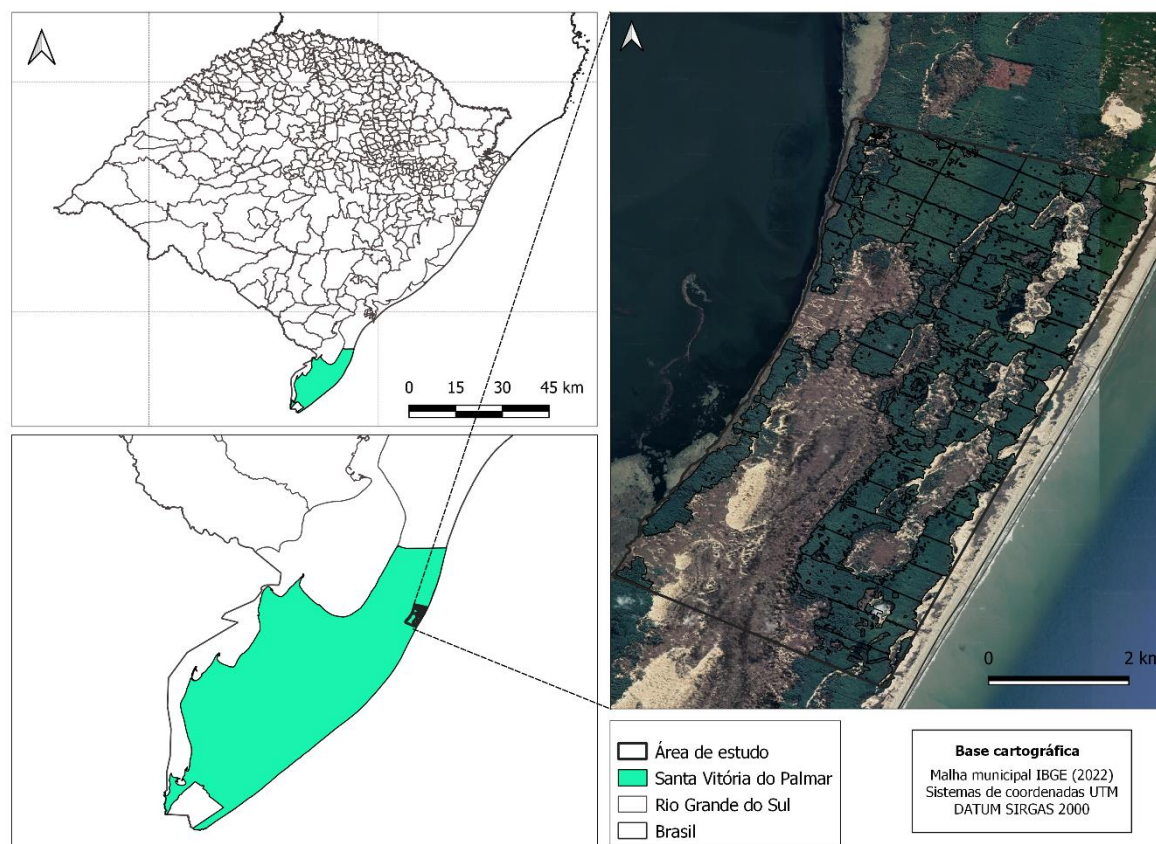 0 15 30 45 km
0 2 km
Área de estudo
Santa Vitória do Palmar
Rio Grande do Sul
Brasil
Base cartográfica
Malha municipal IBGE (2022)
Sistemas de coordenadas UTM
DATUM SIRGAS 2000